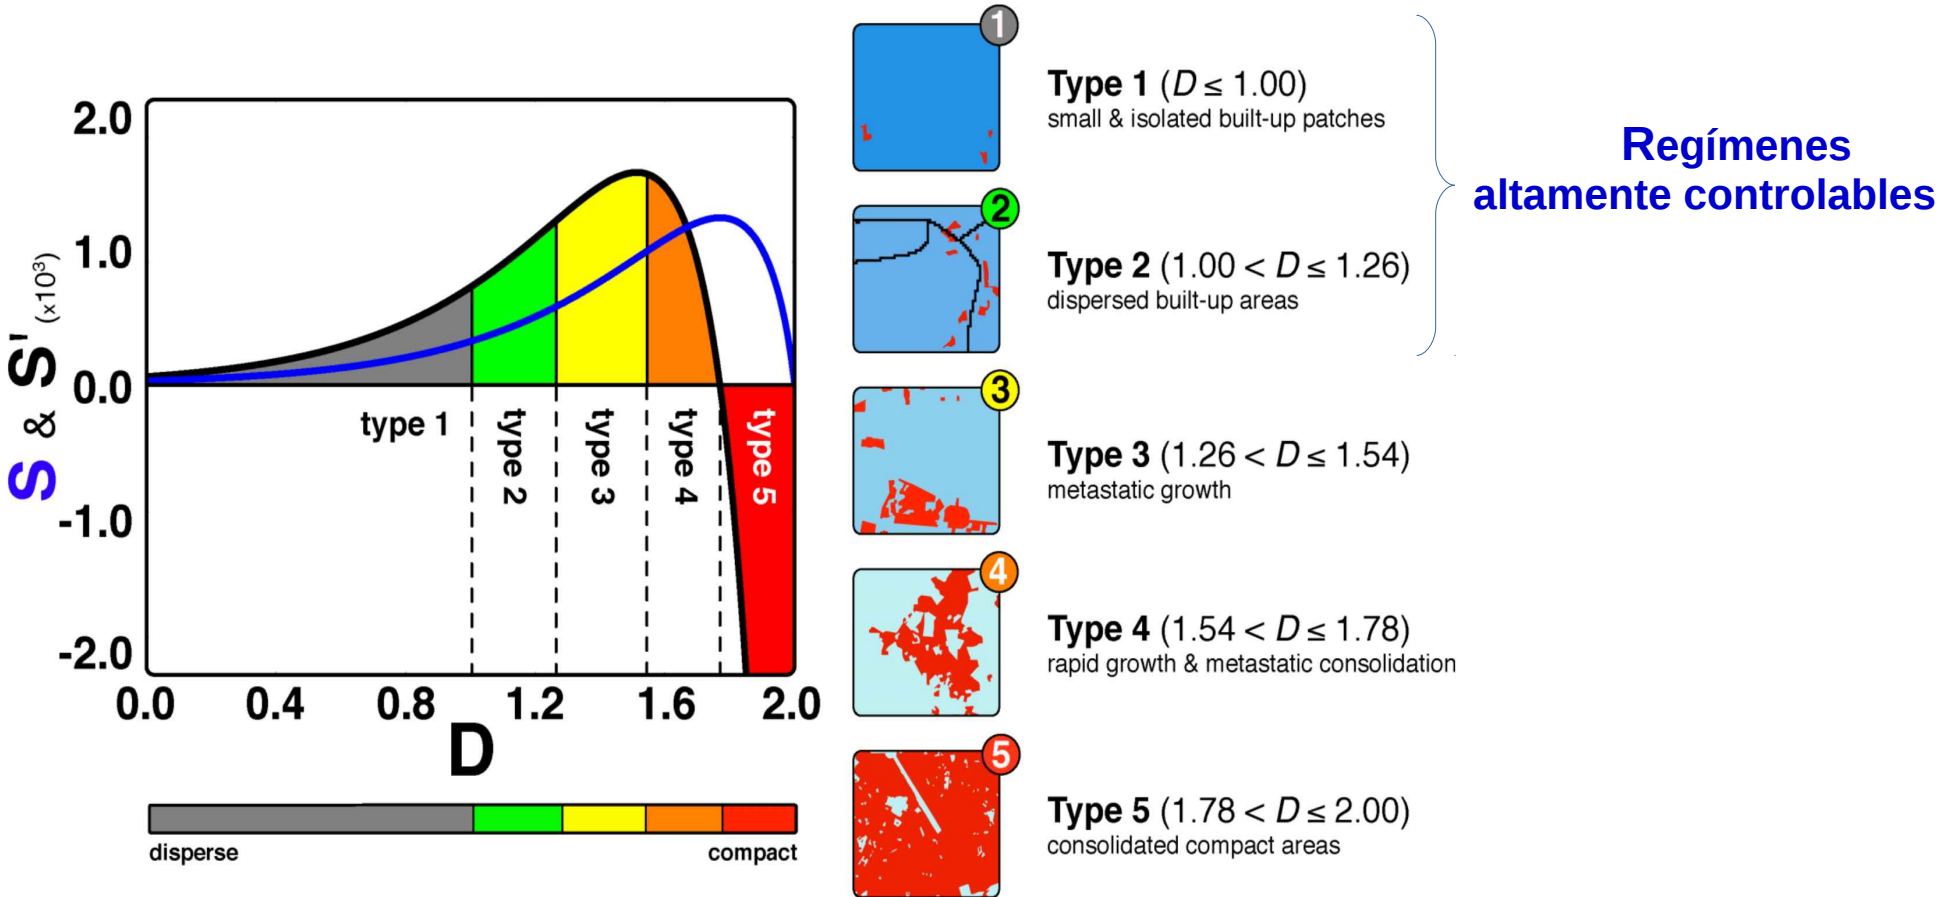 2.0
1.0
0.0
-1.0
-2.0
S & S' (x10³)
type 1
type 2
type 3
type 4
type 5
0.0 0.4 0.8 1.2 1.6 2.0
D
disperse compact
1
Type 1 (D ≤ 1.00)
small & isolated built-up patches
2
Type 2 (1.00 < D ≤ 1.26)
dispersed built-up areas
3
Type 3 (1.26 < D ≤ 1.54)
metastatic growth
4
Type 4 (1.54 < D ≤ 1.78)
rapid growth & metastatic consolidation
5
Type 5 (1.78 < D ≤ 2.00)
consolidated compact areas
Regímenes
altamente controlables